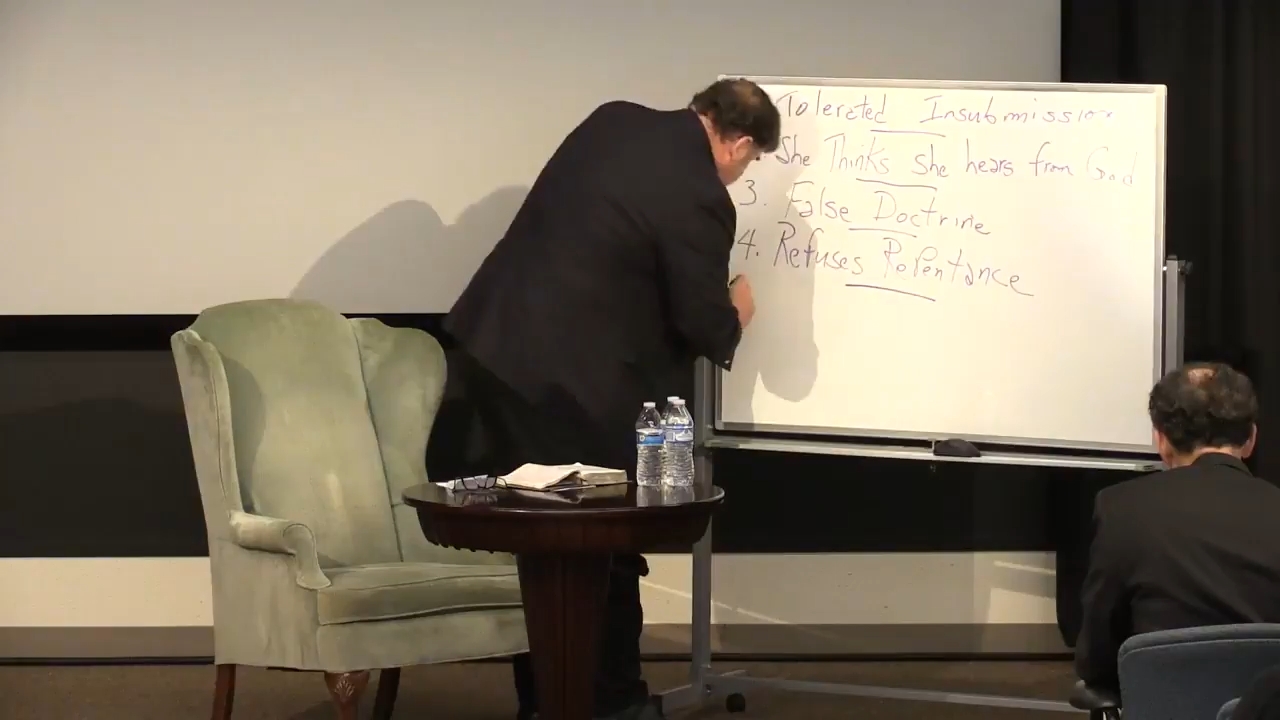 Tolerated Insubmission
She Thinks she hears from God
3. False Doctrine
4. Refuses Repentance